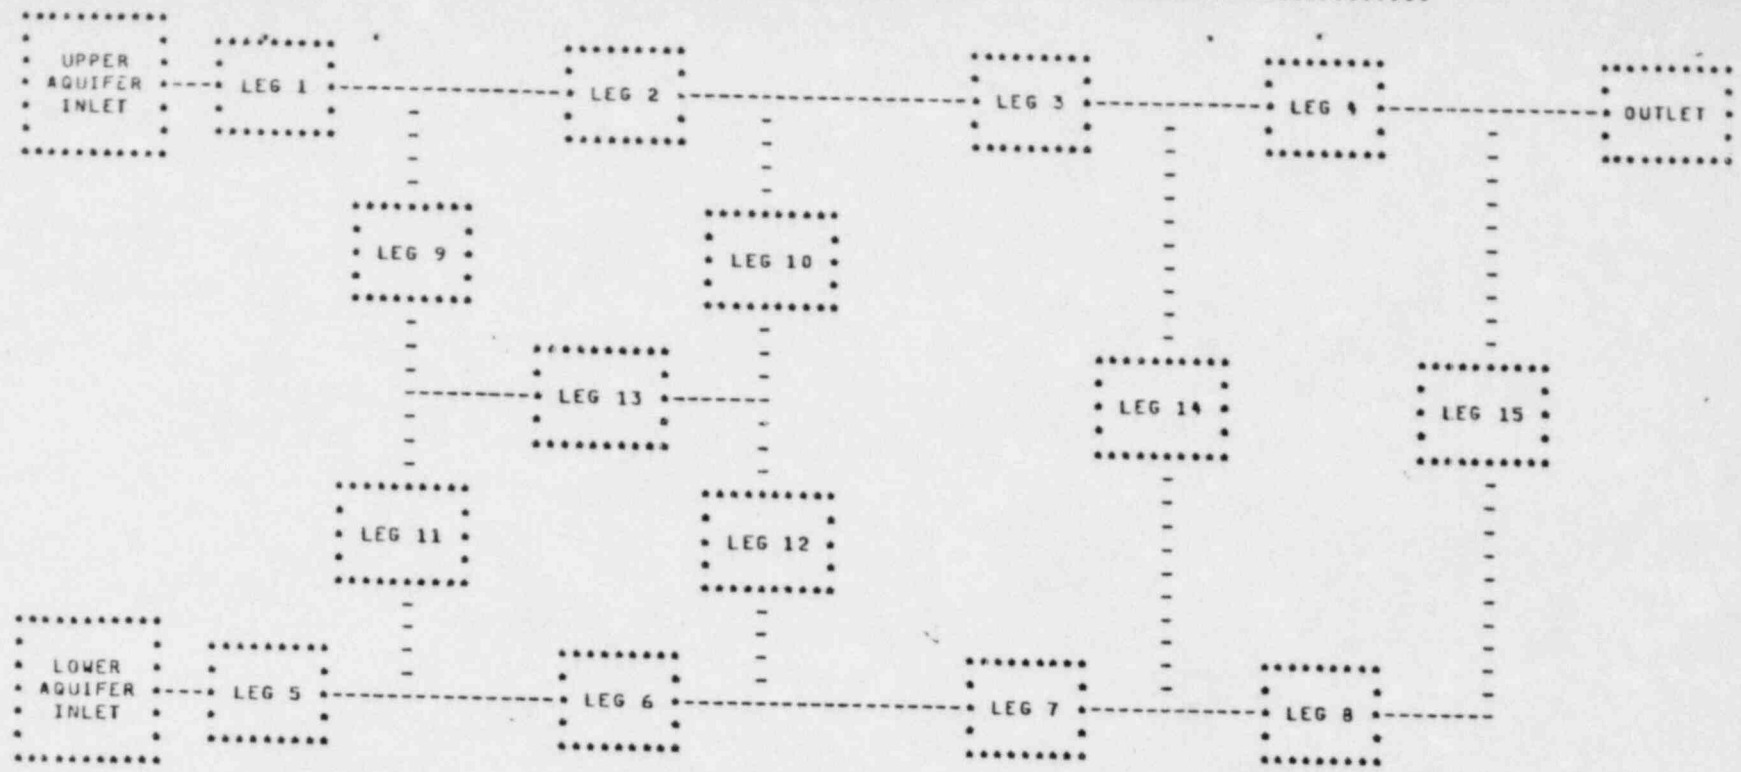 UPPER
AQUIFER
INLET
LEG 1
LEG 2
LEG 3
LEG 4
OUTLET
LEG 9
LEG 10
LEG 13
LEG 14
LEG 15
LEG 11
LEG 12
LOWER
AQUIFER
INLET
LEG 5
LEG 6
LEG 7
LEG 8